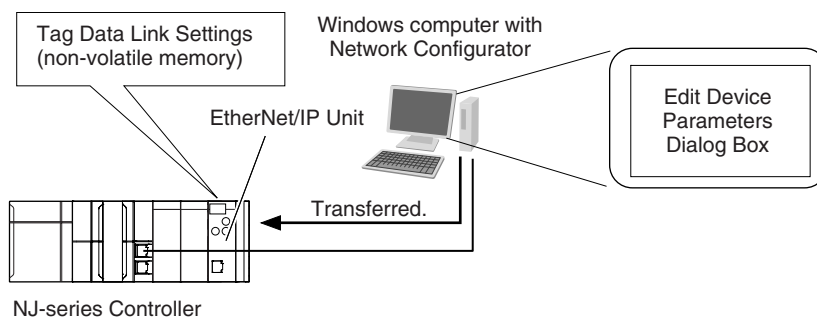 Tag Data Link Settings
(non-volatile memory)
Windows computer with
Network Configurator
EtherNet/IP Unit
Edit Device
Parameters
Dialog Box
Transferred.
NJ-series Controller